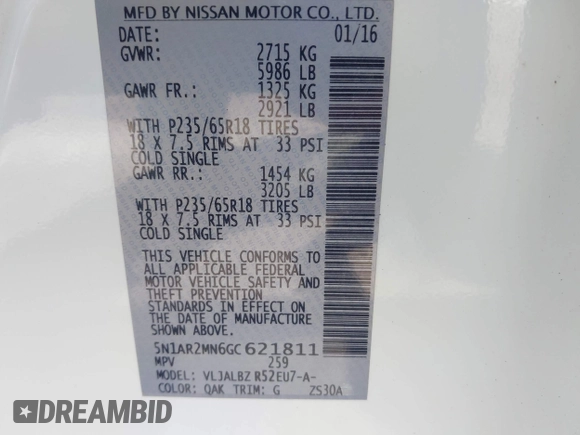 MFD BY NISSAN MOTOR CO., LTD.
DATE: 01/16
GVWR: 2715 KG
5986 LB
GAWR FR.: 1325 KG
2921 LB
WITH P235/65R18 TIRES
18 X 7.5 RIMS AT 33 PSI
COLD SINGLE
GAWR RR.: 1454 KG
3205 LB
WITH P235/65R18 TIRES
18 X 7.5 RIMS AT 33 PSI
COLD SINGLE
THIS VEHICLE CONFORMS TO
ALL APPLICABLE FEDERAL
MOTOR VEHICLE SAFETY AND
THEFT PREVENTION
STANDARDS IN EFFECT ON
THE DATE OF MANUFACTURE
SHOWN ABOVE.
5N1AR2MN6GC621811
MPV 259
MODEL: VLJALBZ R52EU7-A-
COLOR: QAK TRIM: G ZS30A
DREAMBID